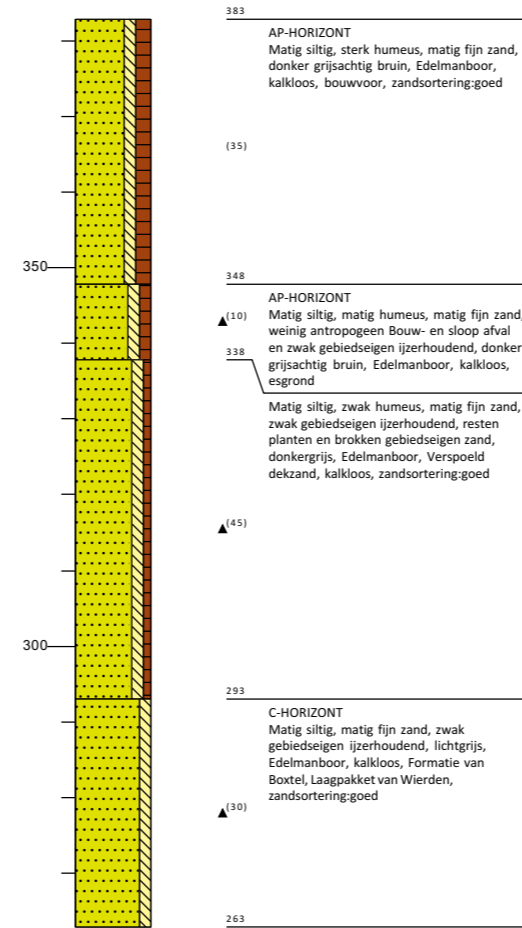 383
AP-HORIZONT
Matig siltig, sterk humeus, matig fijn zand,
donker grijsachtig bruin, Edelmanboor,
kalkloos, bouwvoor, zandsortering:goed
(35)
350
348
AP-HORIZONT
Matig siltig, matig humeus, matig fijn zand,
(10)
weinig antropogeen Bouw- en sloop afval
en zwak gebiedseigen ijzerhoudend, donker
338
grijsachtig bruin, Edelmanboor, kalkloos,
esgrond
Matig siltig, zwak humeus, matig fijn zand,
zwak gebiedseigen ijzerhoudend, resten
planten en brokken gebiedseigen zand,
donkergrijs, Edelmanboor, Verspoeld
dekzand, kalkloos, zandsortering:goed
(45)
300
293
C-HORIZONT
Matig siltig, matig fijn zand, zwak
gebiedseigen ijzerhoudend, lichtgrijs,
Edelmanboor, kalkloos, Formatie van
Boxtel, Laagpakket van Wierden,
zandsortering:goed
(30)
263